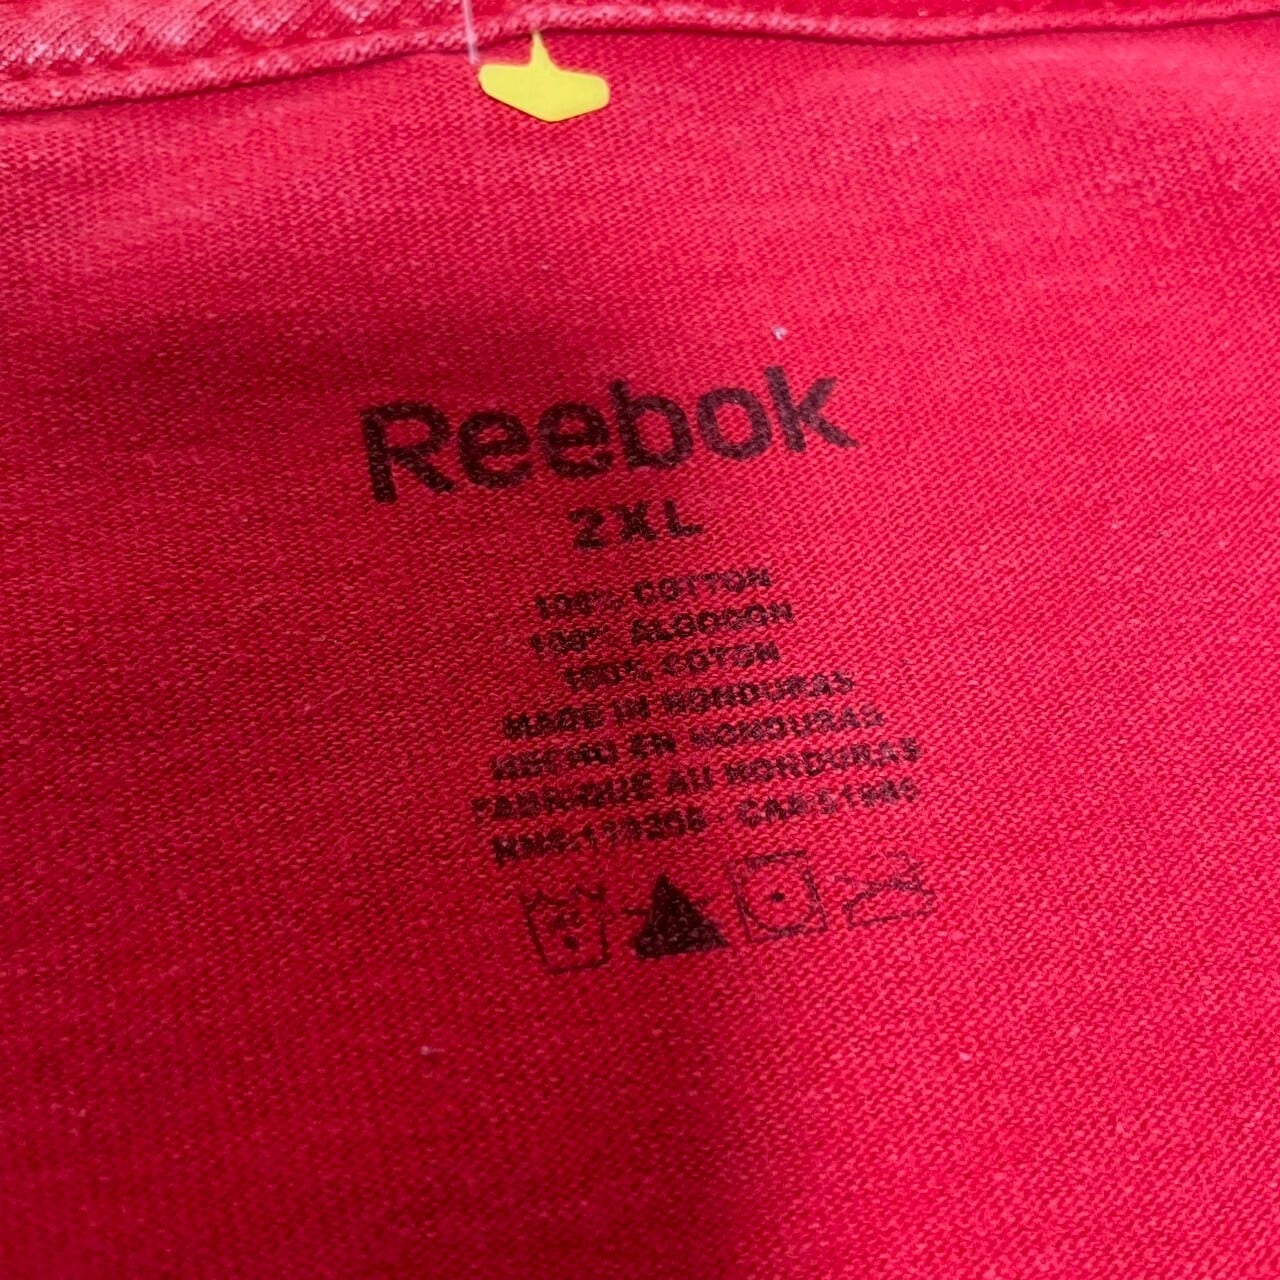 Reebok
2XL
100% COTTON
100% ALGODON
100% COTON
MADE IN HONDURAS
HECHO EN HONDURAS
FABRIQUE AU HONDURAS